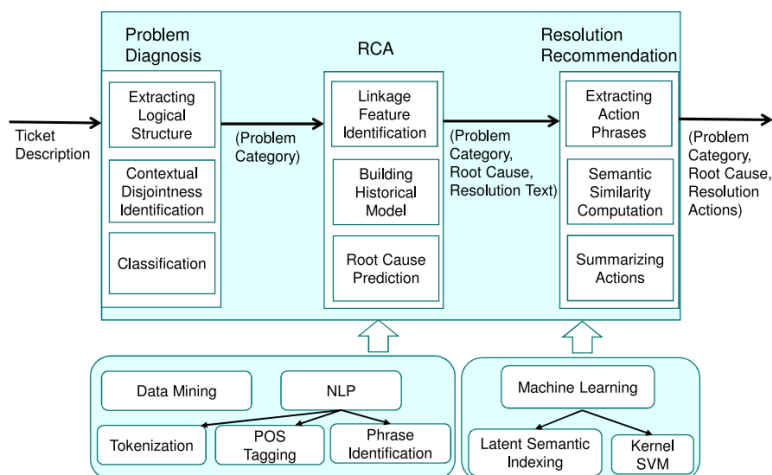 Problem
Diagnosis
RCA
Resolution
Recommendation
Ticket
Description
Extracting
Logical
Structure
Contextual
Disjointness
Identification
Classification
(Problem
Category)
Linkage
Feature
Identification
Building
Historical
Model
Root Cause
Prediction
(Problem
Category,
Root Cause,
Resolution Text)
Extracting
Action
Phrases
Semantic
Similarity
Computation
Summarizing
Actions
(Problem
Category,
Root Cause,
Resolution
Actions)
Data Mining
NLP
Tokenization
POS
Tagging
Phrase
Identification
Machine Learning
Latent Semantic
Indexing
Kernel
SVM